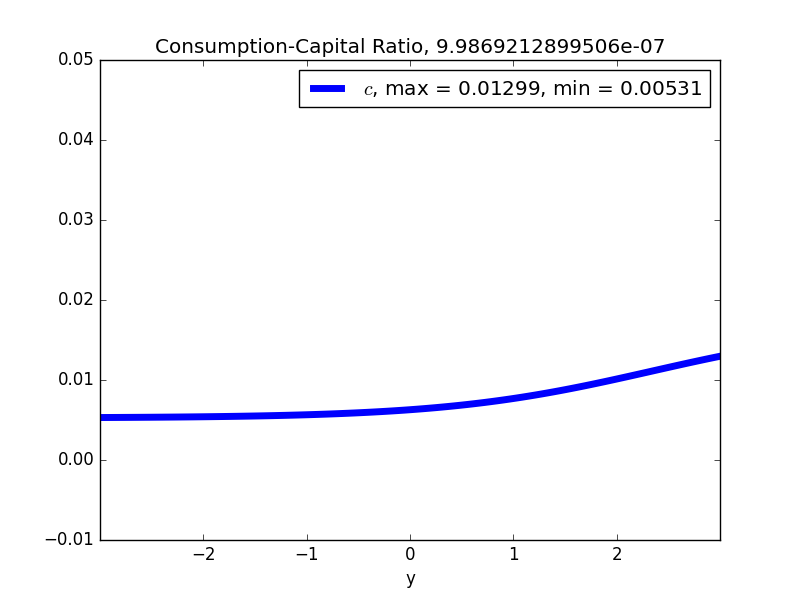 Consumption-Capital Ratio, 9.9869212899506e-07
c, max = 0.01299, min = 0.00531
0.05
0.04
0.03
0.02
0.01
0.00
−0.01
−2 −1 0 1 2
y